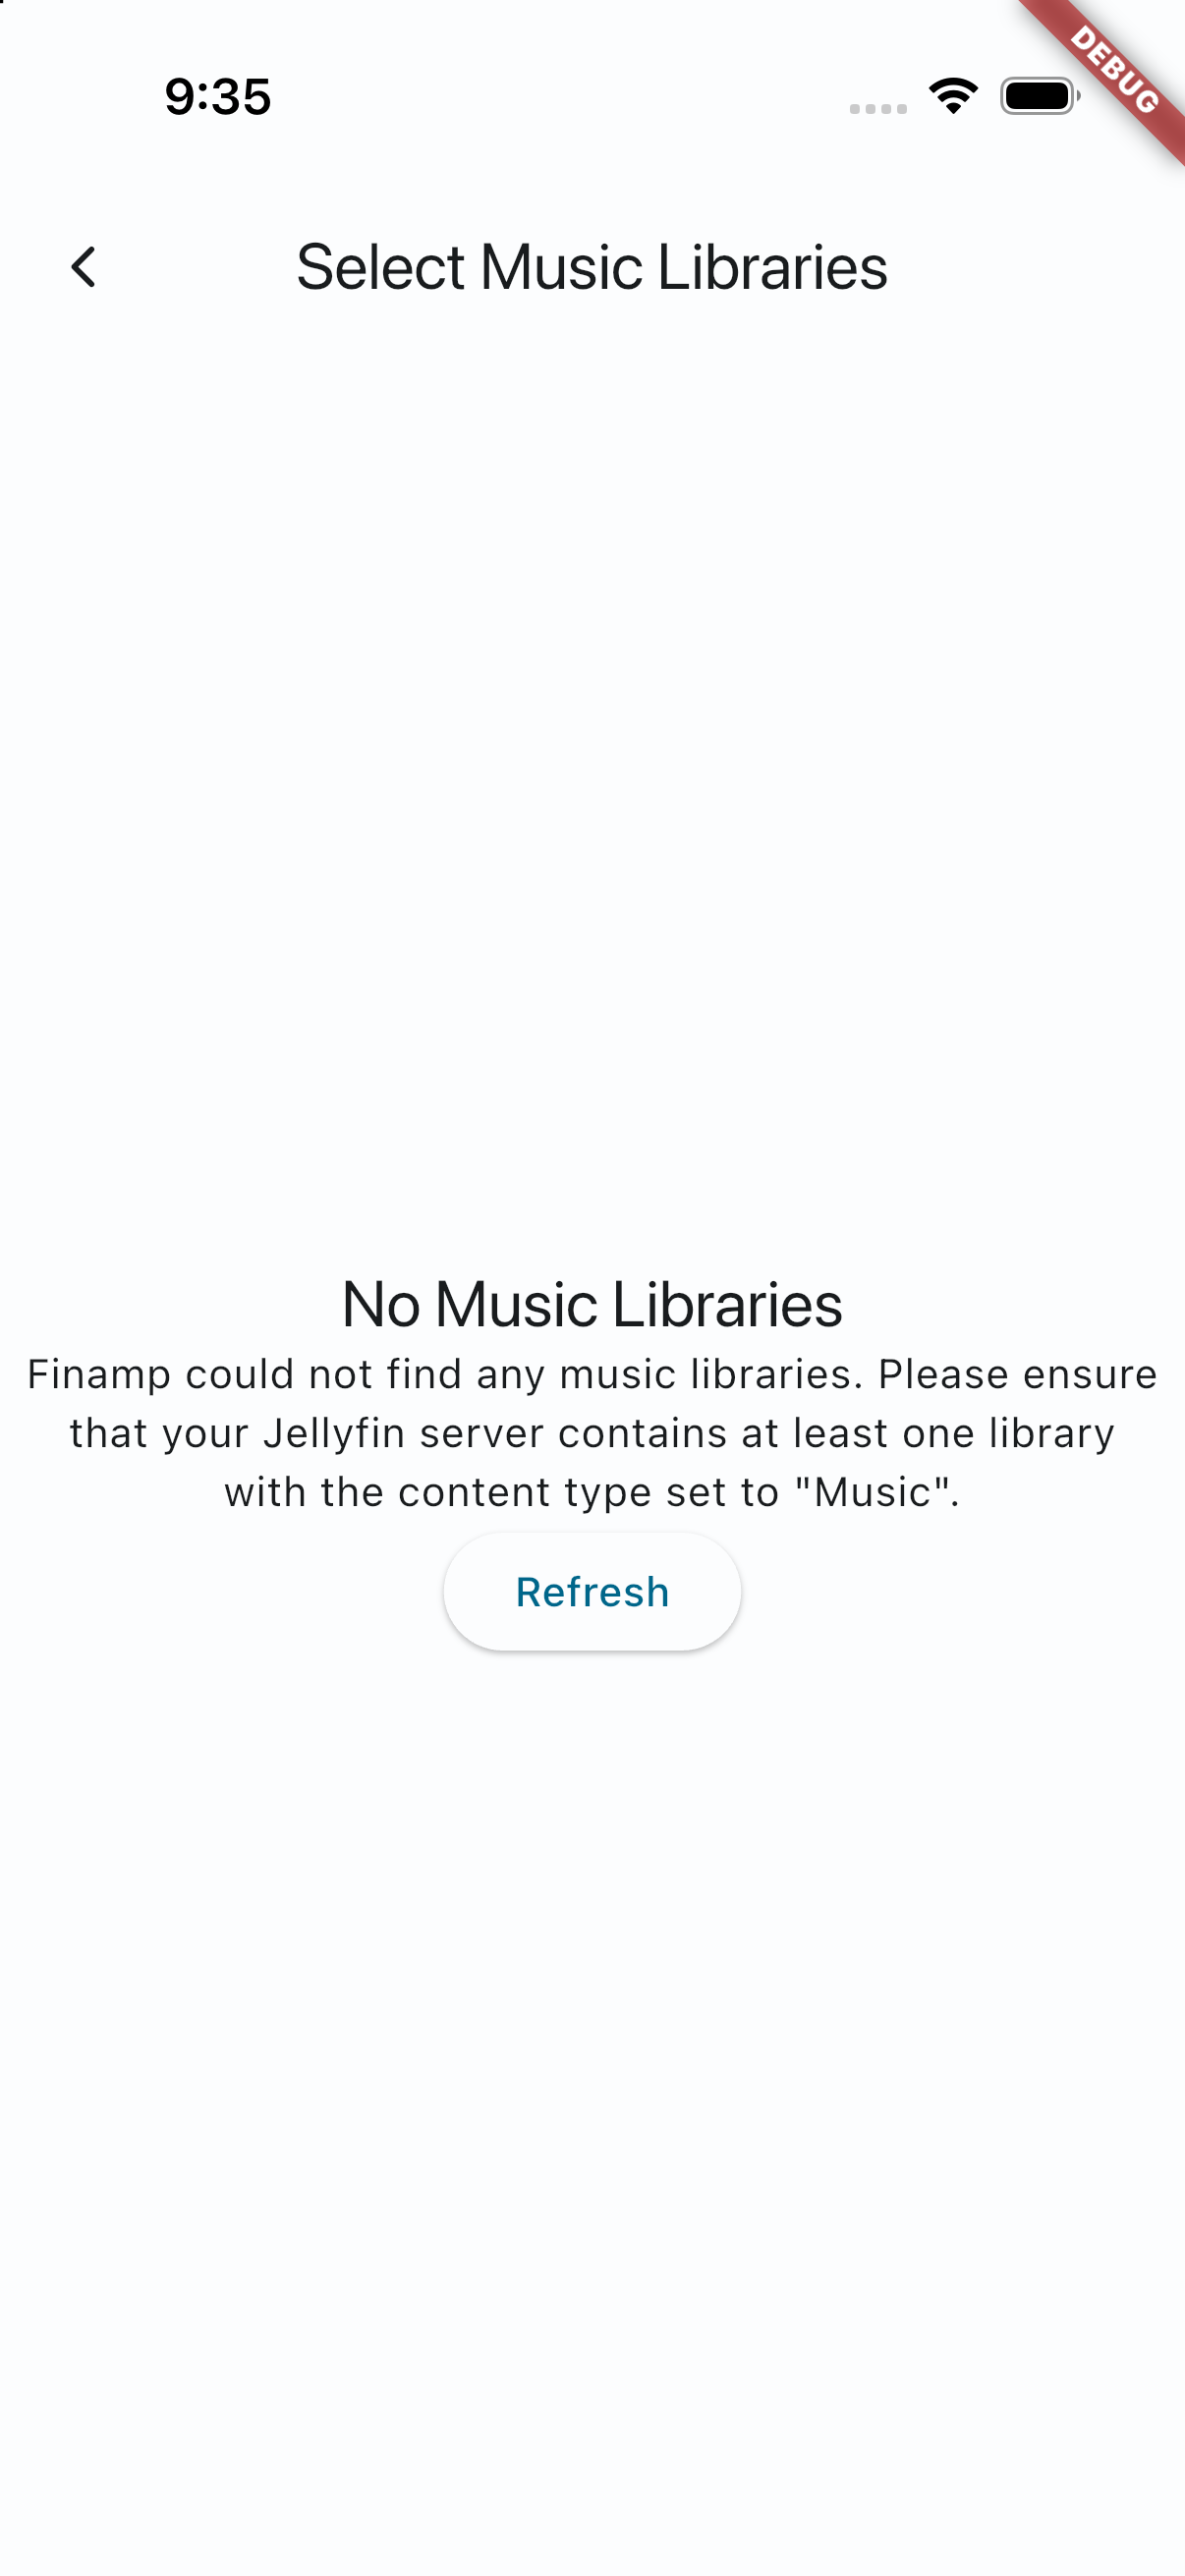 9:35
DEBUG
Select Music Libraries
No Music Libraries
Finamp could not find any music libraries. Please ensure
that your Jellyfin server contains at least one library
with the content type set to "Music".
Refresh